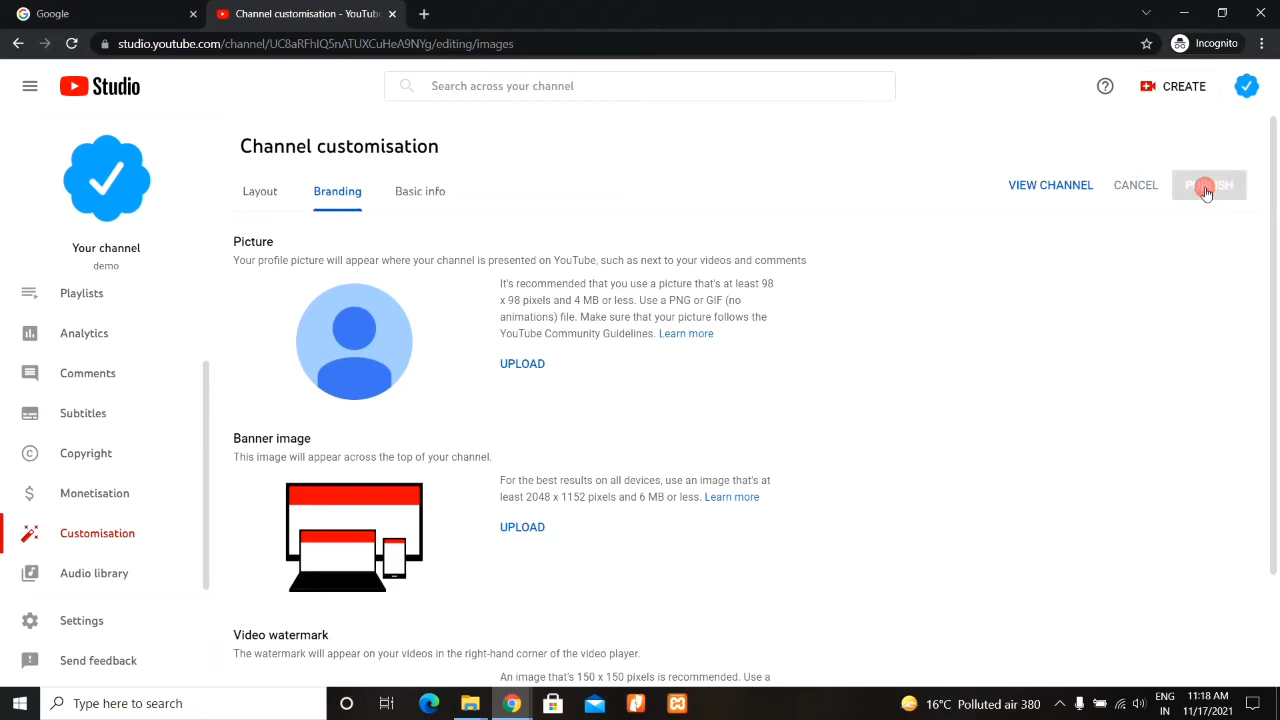 Google
Channel customisation - YouTu
studio.youtube.com/channel/UC8aRFhIQ5nATUXCuHeA9NYg/editing/images
Incognito
Studio
Search across your channel
CREATE
Channel customisation
Layout
Branding
Basic info
VIEW CHANNEL
CANCEL
PUBLISH
Your channel
demo
Playlists
Analytics
Comments
Subtitles
Copyright
Monetisation
Customisation
Audio library
Settings
Send feedback
Picture
Your profile picture will appear where your channel is presented on YouTube, such as next to your videos and comments
It's recommended that you use a picture that's at least 98
x 98 pixels and 4 MB or less. Use a PNG or GIF (no
animations) file. Make sure that your picture follows the
YouTube Community Guidelines. Learn more
UPLOAD
Banner image
This image will appear across the top of your channel.
For the best results on all devices, use an image that's at
least 2048 x 1152 pixels and 6 MB or less. Learn more
UPLOAD
Video watermark
The watermark will appear on your videos in the right-hand corner of the video player.
An image that's 150 x 150 pixels is recommended. Use a
Type here to search
16°C Polluted air 380
ENG
IN
11:18 AM
11/17/2021